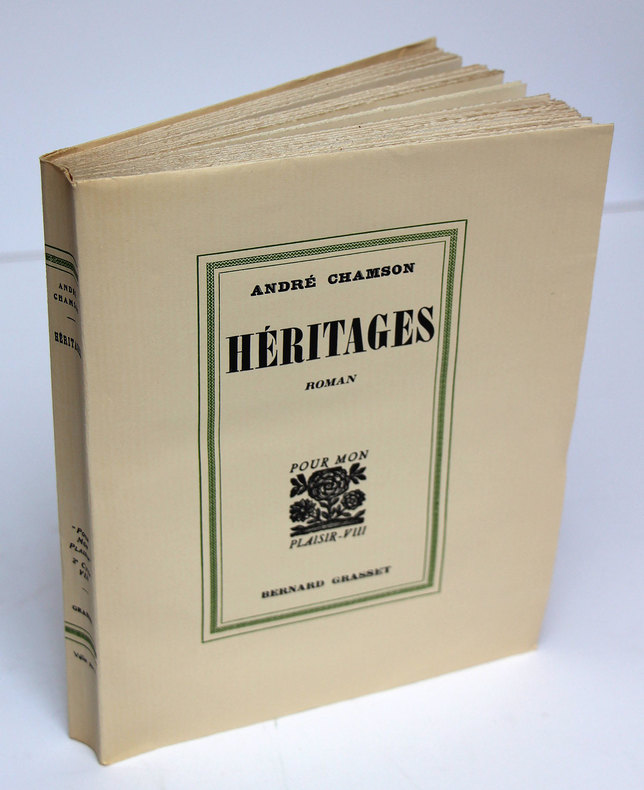 ANDRÉ CHAMSON
HÉRITAGES
ROMAN
POUR MON
PLAISIR-VIII
BERNARD GRASSET